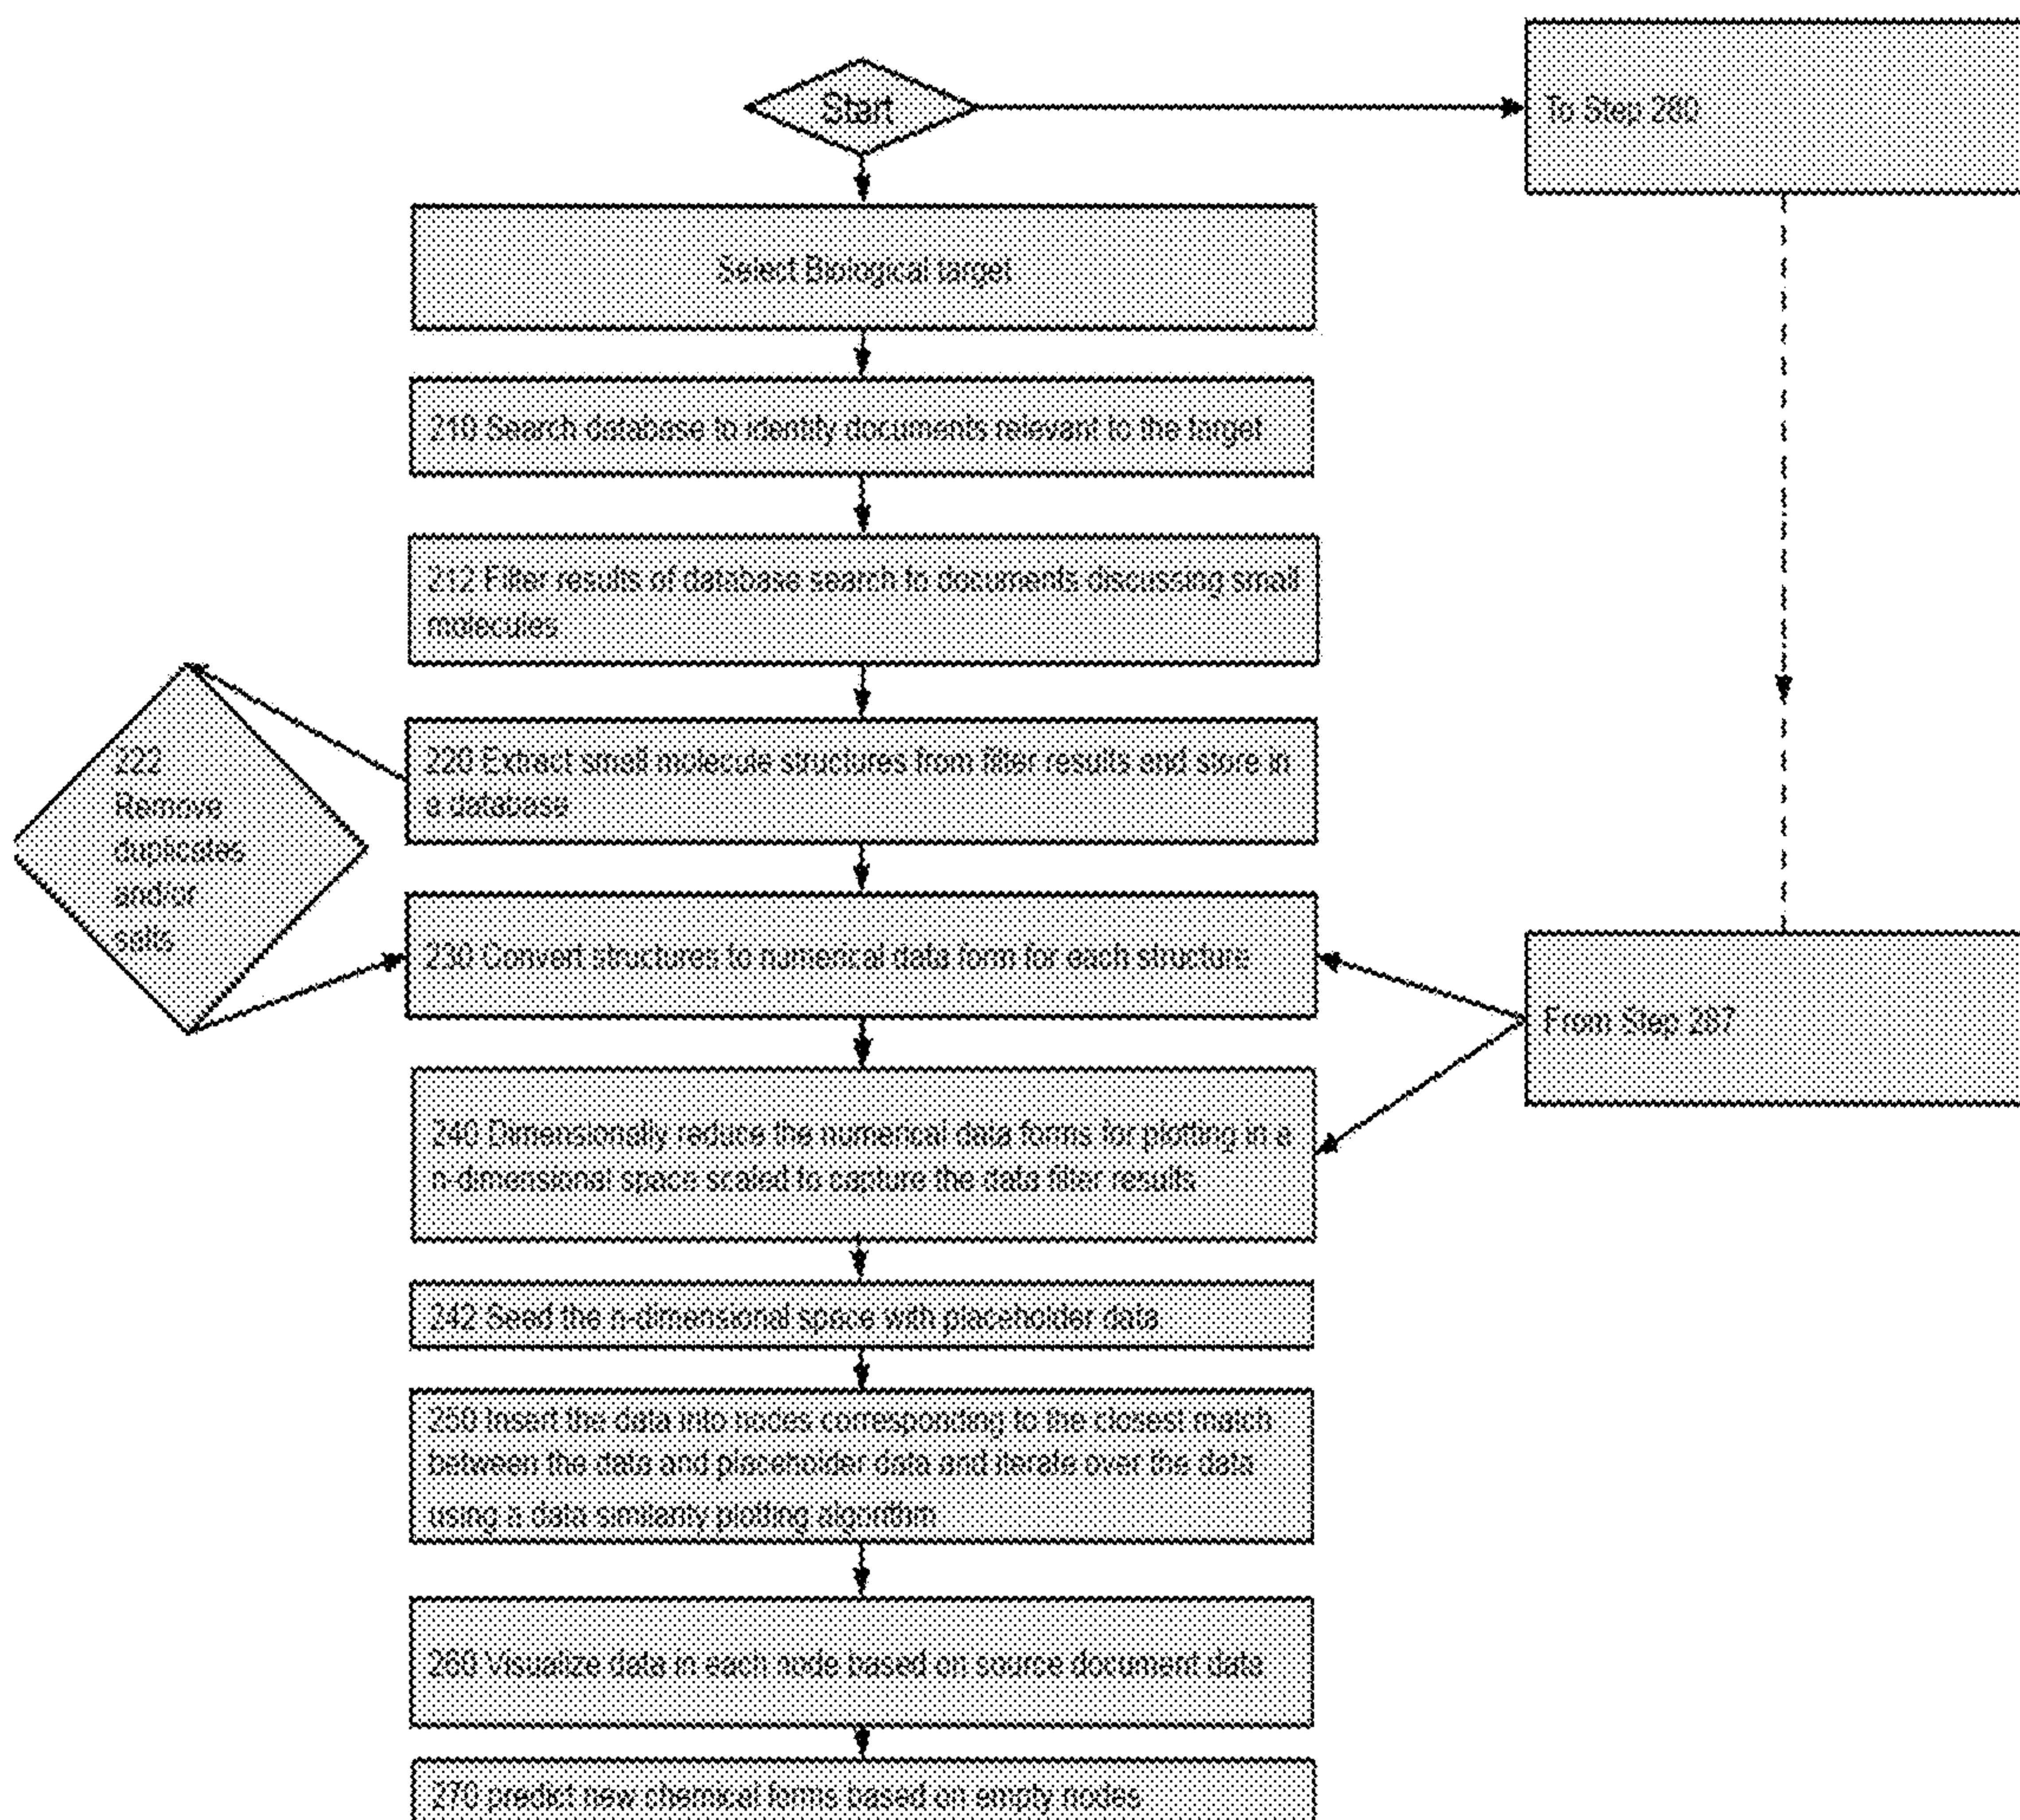 Start
To Step 280
Select Biological target
210 Search database to identify documents relevant to the target
212 Filter results of database search to documents discussing small
molecules
220 Extract small molecule structures from filter results and store in
a database
222
Remove
duplicates
and/or
salts
230 Convert structures to numerical data form for each structure
From Step 287
240 Dimensionally reduce the numerical data forms for plotting in a
n-dimensional space scaled to capture the data filter results
242 Seed the n-dimensional space with placeholder data
250 Insert the data into nodes corresponding to the closest match
between the data and placeholder data and iterate over the data
using a data similarity plotting algorithm
260 Visualize data in each node based on source document data
270 predict new chemical forms based on empty nodes